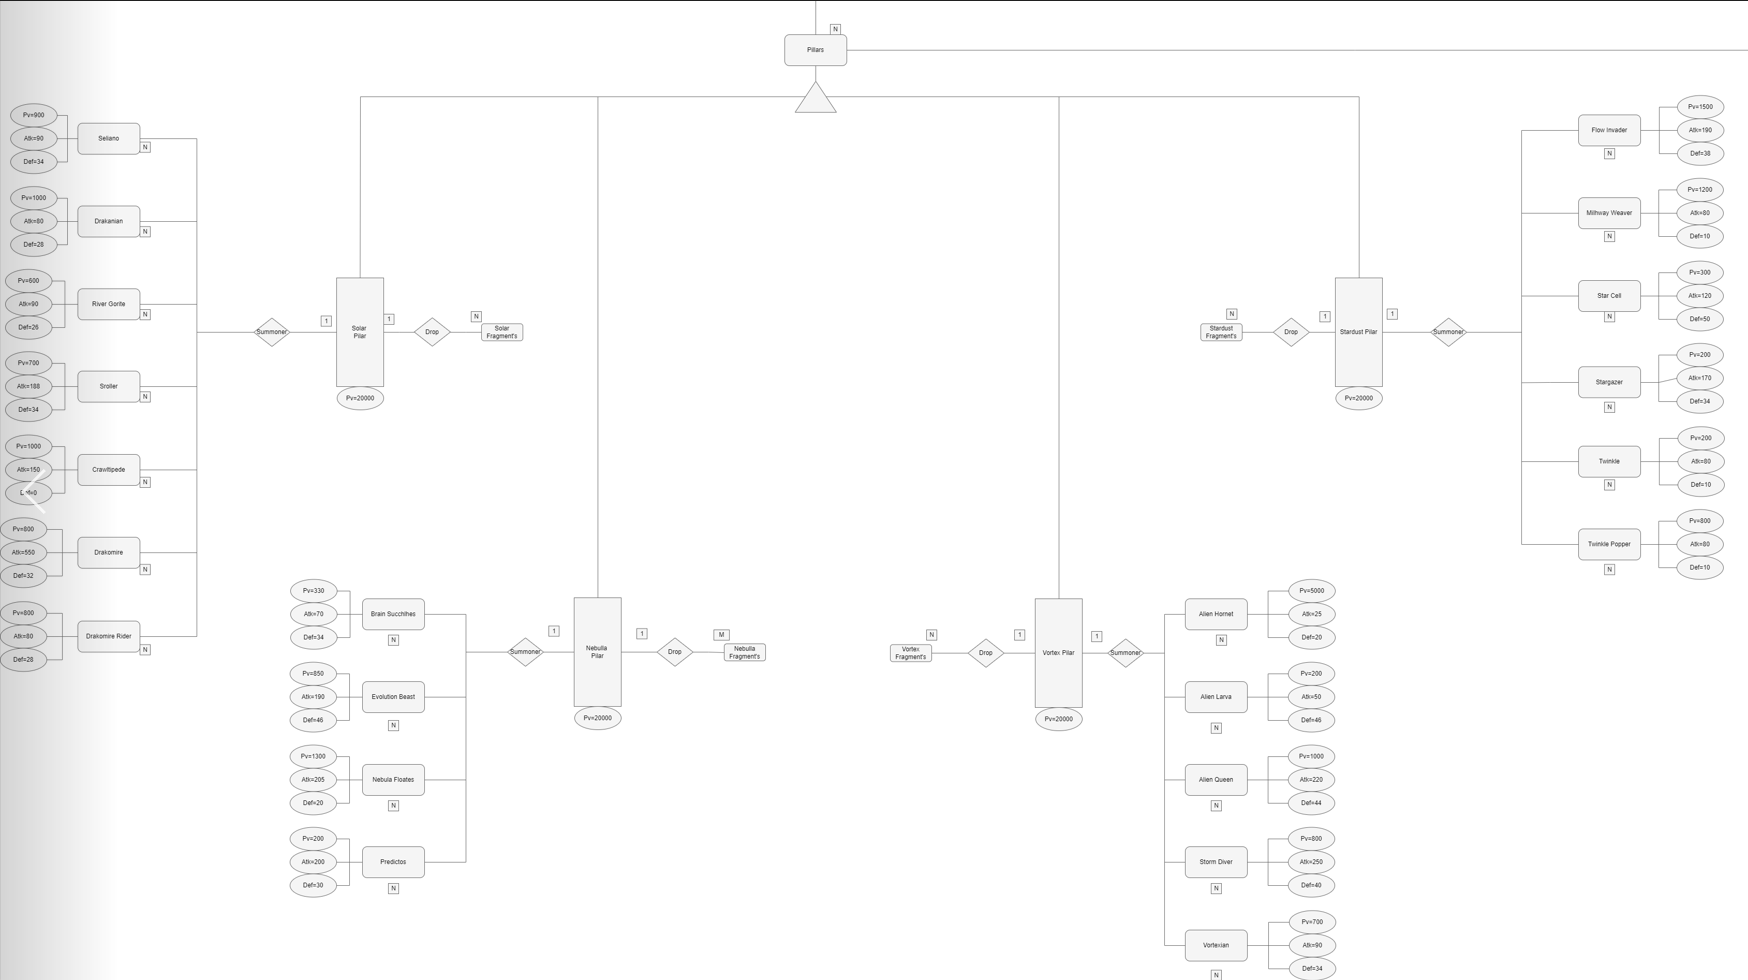 N
Pillars
Pv=900
Atk=90
Def=34
Seliano
N
Pv=1000
Atk=80
Def=28
Drakanian
N
Pv=600
Atk=90
Def=26
River Gorite
N
Pv=700
Atk=188
Def=34
Sroller
N
Pv=1000
Atk=150
Def=0
Crawltipede
N
Pv=800
Atk=550
Def=32
Drakomire
N
Pv=800
Atk=80
Def=28
Drakomire Rider
N
Summoner
1
Solar
Pilar
Pv=20000
1
Drop
N
Solar
Fragment's
Pv=330
Atk=70
Def=34
Brain Succhihes
N
Pv=850
Atk=190
Def=46
Evolution Beast
N
Pv=1300
Atk=205
Def=20
Nebula Floates
N
Pv=200
Atk=200
Def=30
Predictos
N
Summoner
1
Nebulla
Pilar
Pv=20000
1
Drop
M
Nebulla
Fragment's
N
Vortex
Fragment's
Drop
1
Vortex Pilar
Pv=20000
1
Summoner
Alien Hornet
N
Pv=5000
Atk=25
Def=20
Alien Larva
N
Pv=200
Atk=50
Def=46
Alien Queen
N
Pv=1000
Atk=220
Def=44
Storm Diver
N
Pv=800
Atk=250
Def=40
Vortexian
N
Pv=700
Atk=90
Def=34
N
Stardust
Fragment's
Drop
1
Stardust Pilar
Pv=20000
1
Summoner
Flow Invader
N
Pv=1500
Atk=190
Def=38
Milhway Weaver
N
Pv=1200
Atk=80
Def=10
Star Cell
N
Pv=300
Atk=120
Def=50
Stargazer
N
Pv=200
Atk=170
Def=34
Twinkle
N
Pv=200
Atk=80
Def=10
Twinkle Popper
N
Pv=800
Atk=80
Def=10